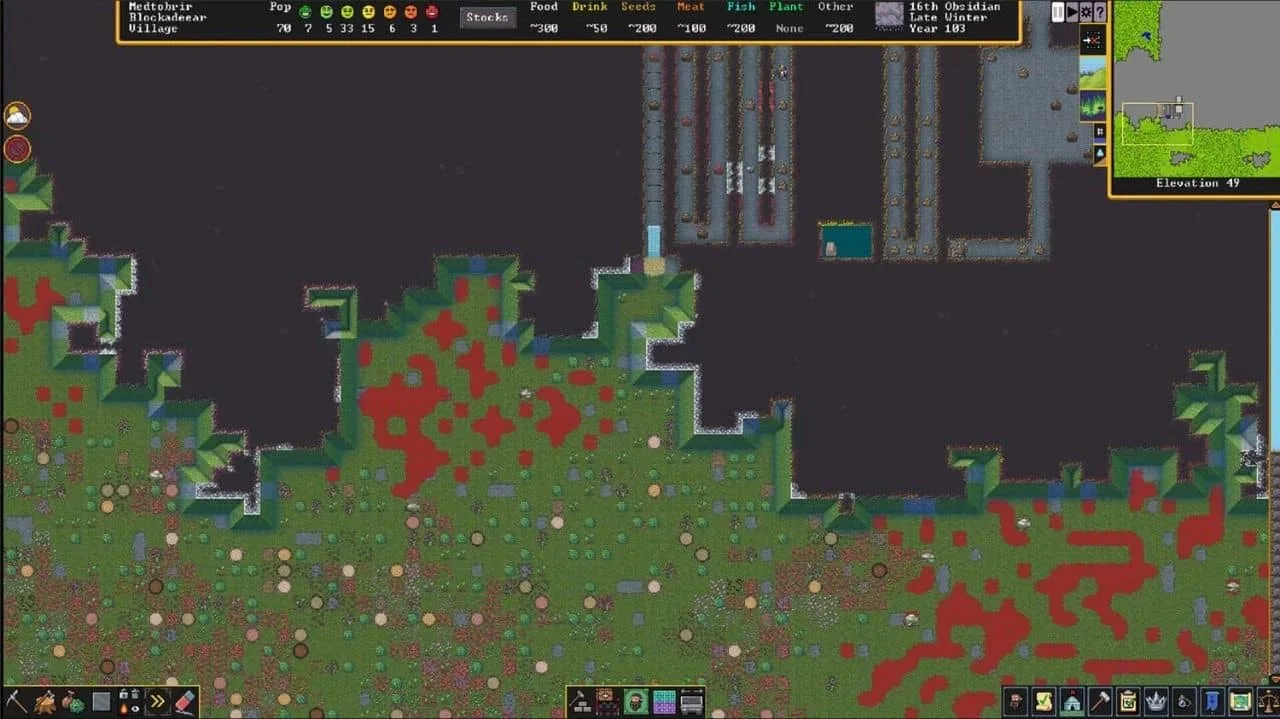 Medtobrir
Blockadeear
Village
Pop
70 7 5 33 15 6 3 1
Stocks
Food Drink Seeds Meat Fish Plant Other
~300 ~50 ~200 ~100 ~200 None ~200
16th Obsidian
Late Winter
Year 103
Elevation 49